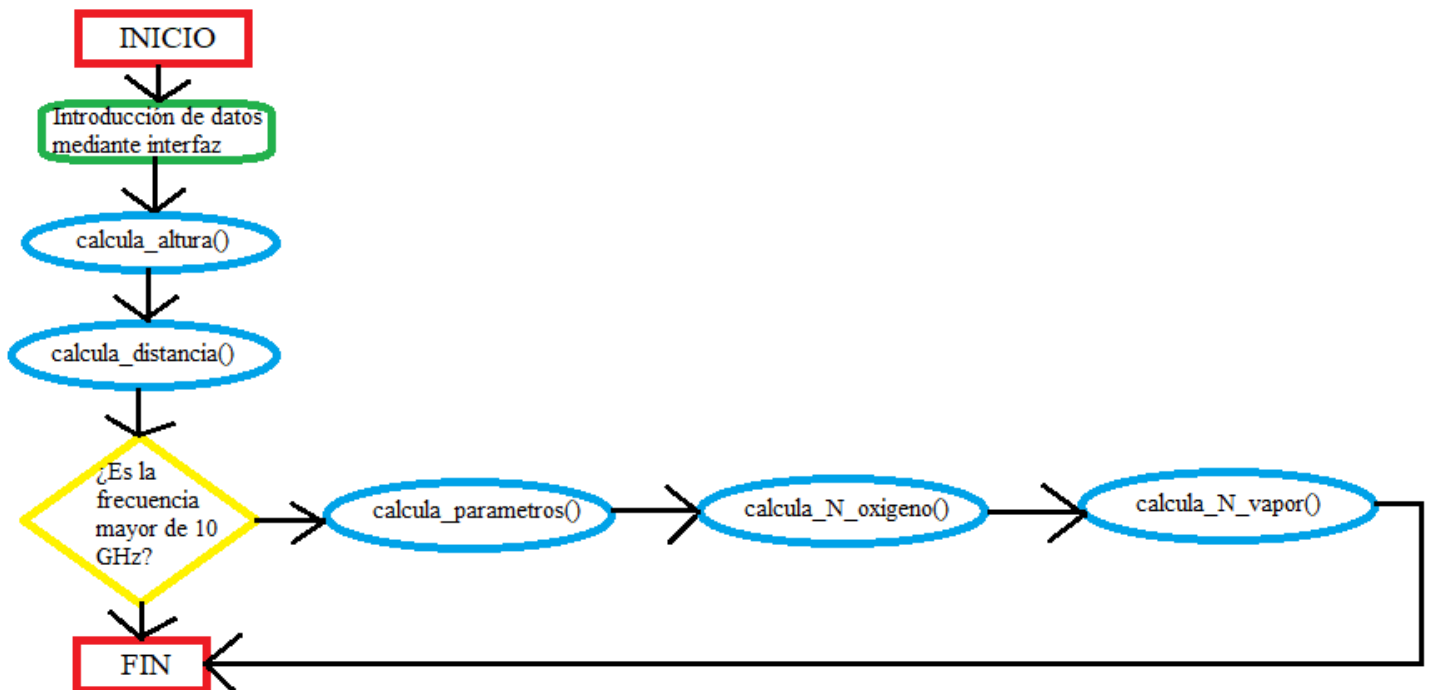 INICIO
Introducción de datos
mediante interfaz
calcula_altura()
calcula_distancia()
¿Es la
frecuencia
mayor de 10
GHz?
calcula_parametros()
calcula_N_oxigeno()
calcula_N_vapor()
FIN